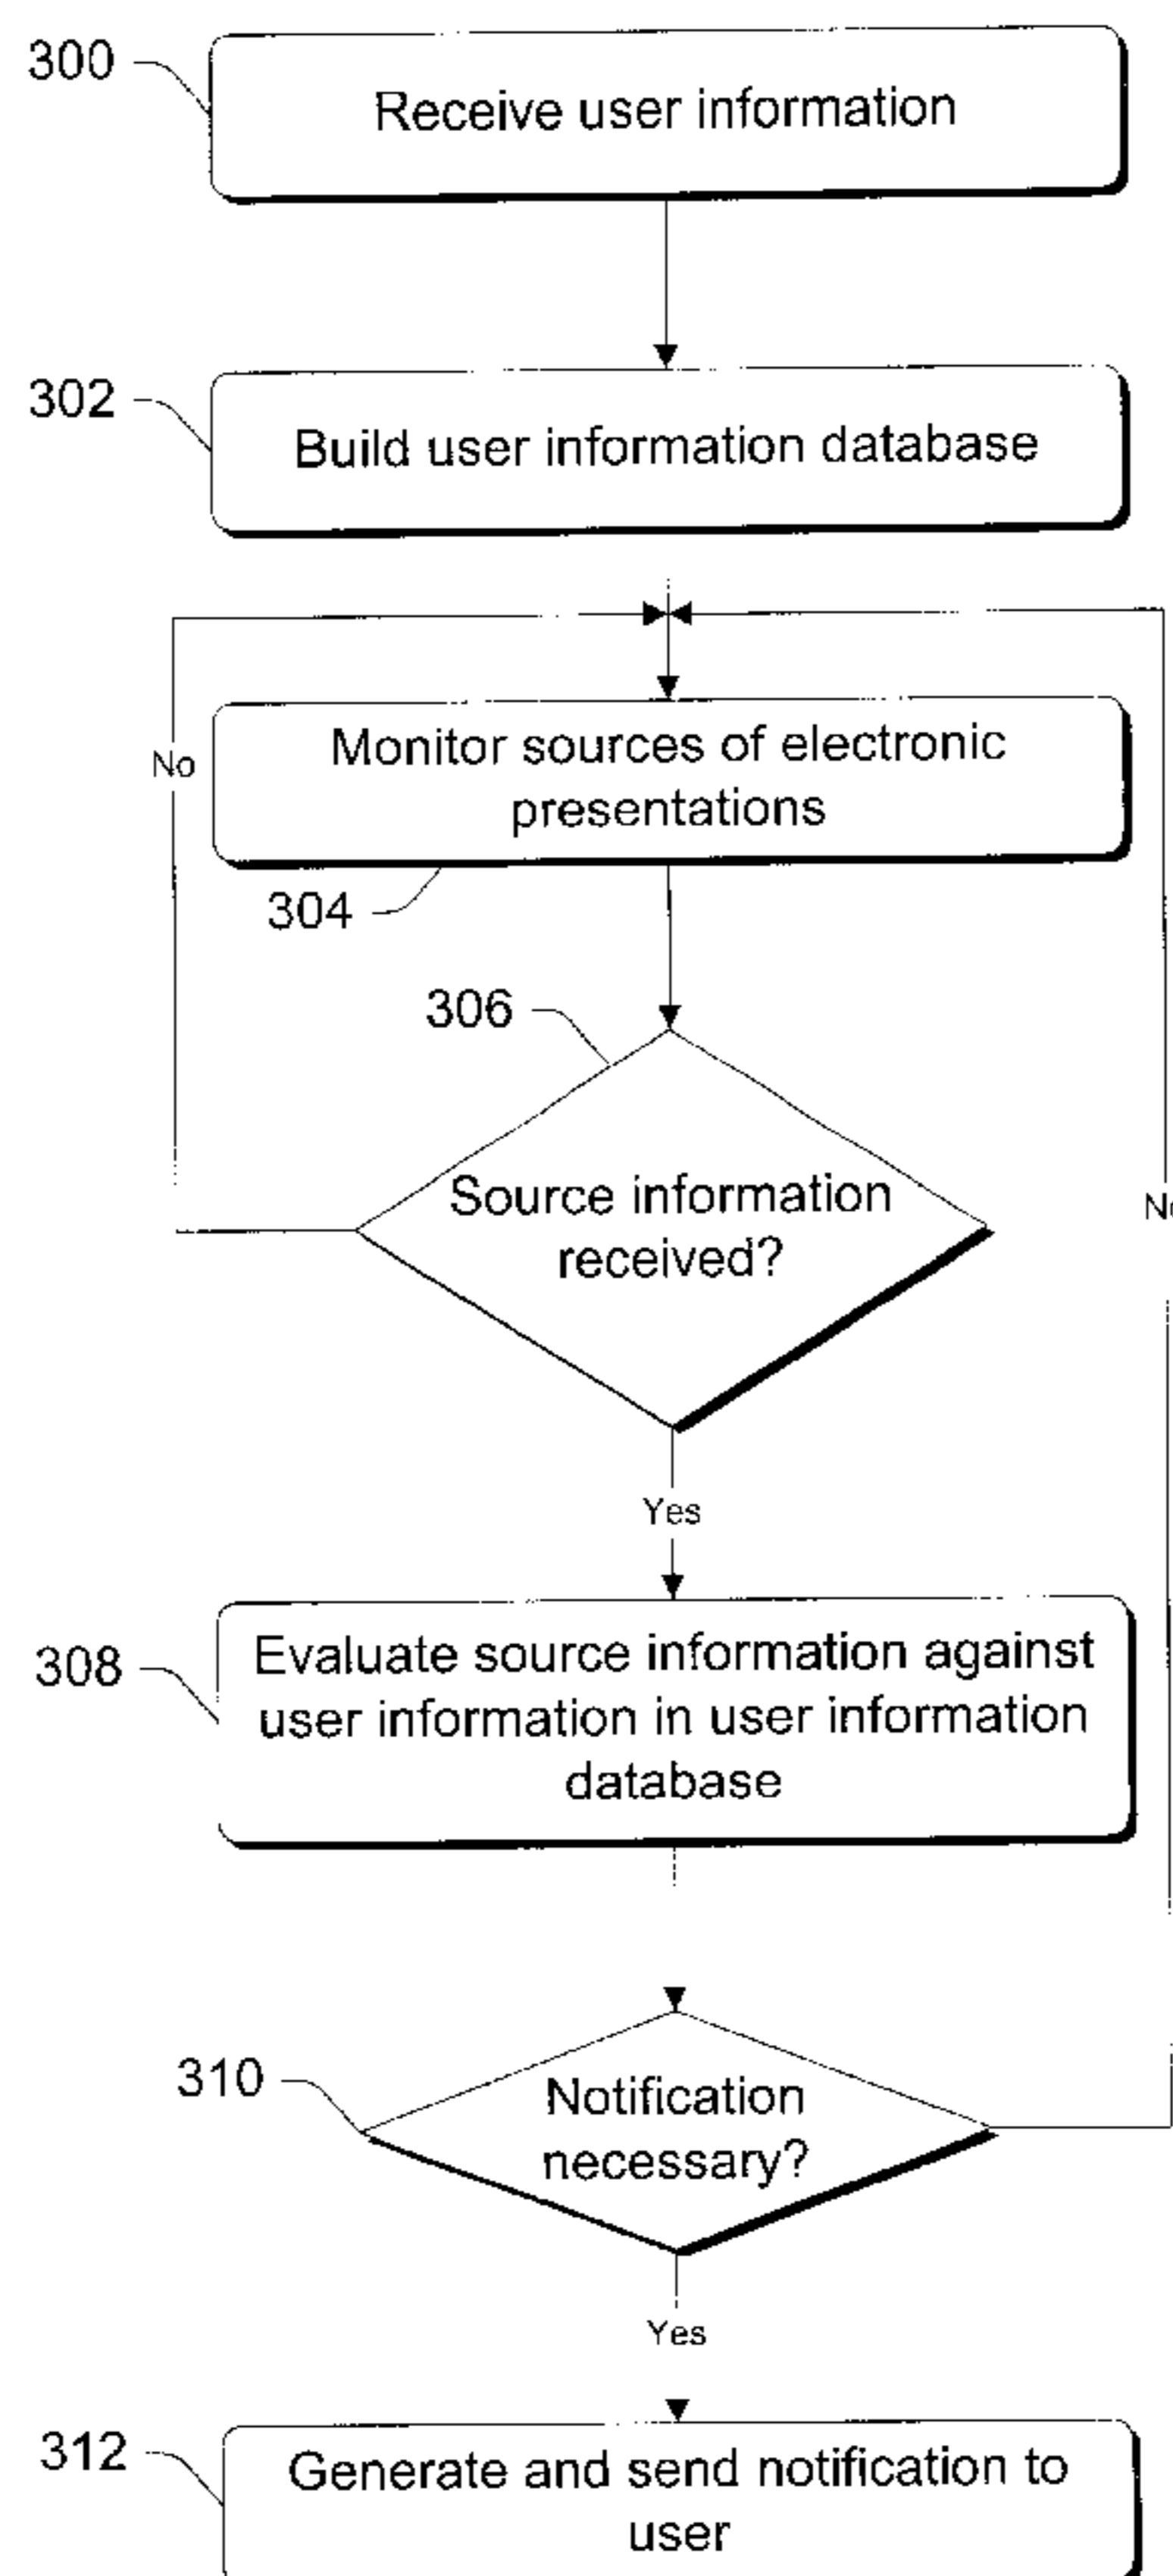 300
Receive user information
302
Build user information database
No
Monitor sources of electronic
presentations
304
306
Source information
received?
Yes
308
Evaluate source information against
user information in user information
database
310
Notification
necessary?
Yes
312
Generate and send notification to
user